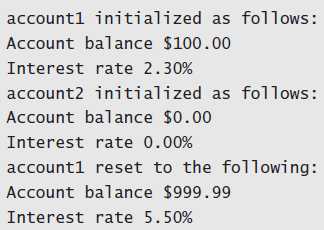 account1 initialized as follows:
Account balance $100.00
Interest rate 2.30%
account2 initialized as follows:
Account balance $0.00
Interest rate 0.00%
account1 reset to the following:
Account balance $999.99
Interest rate 5.50%